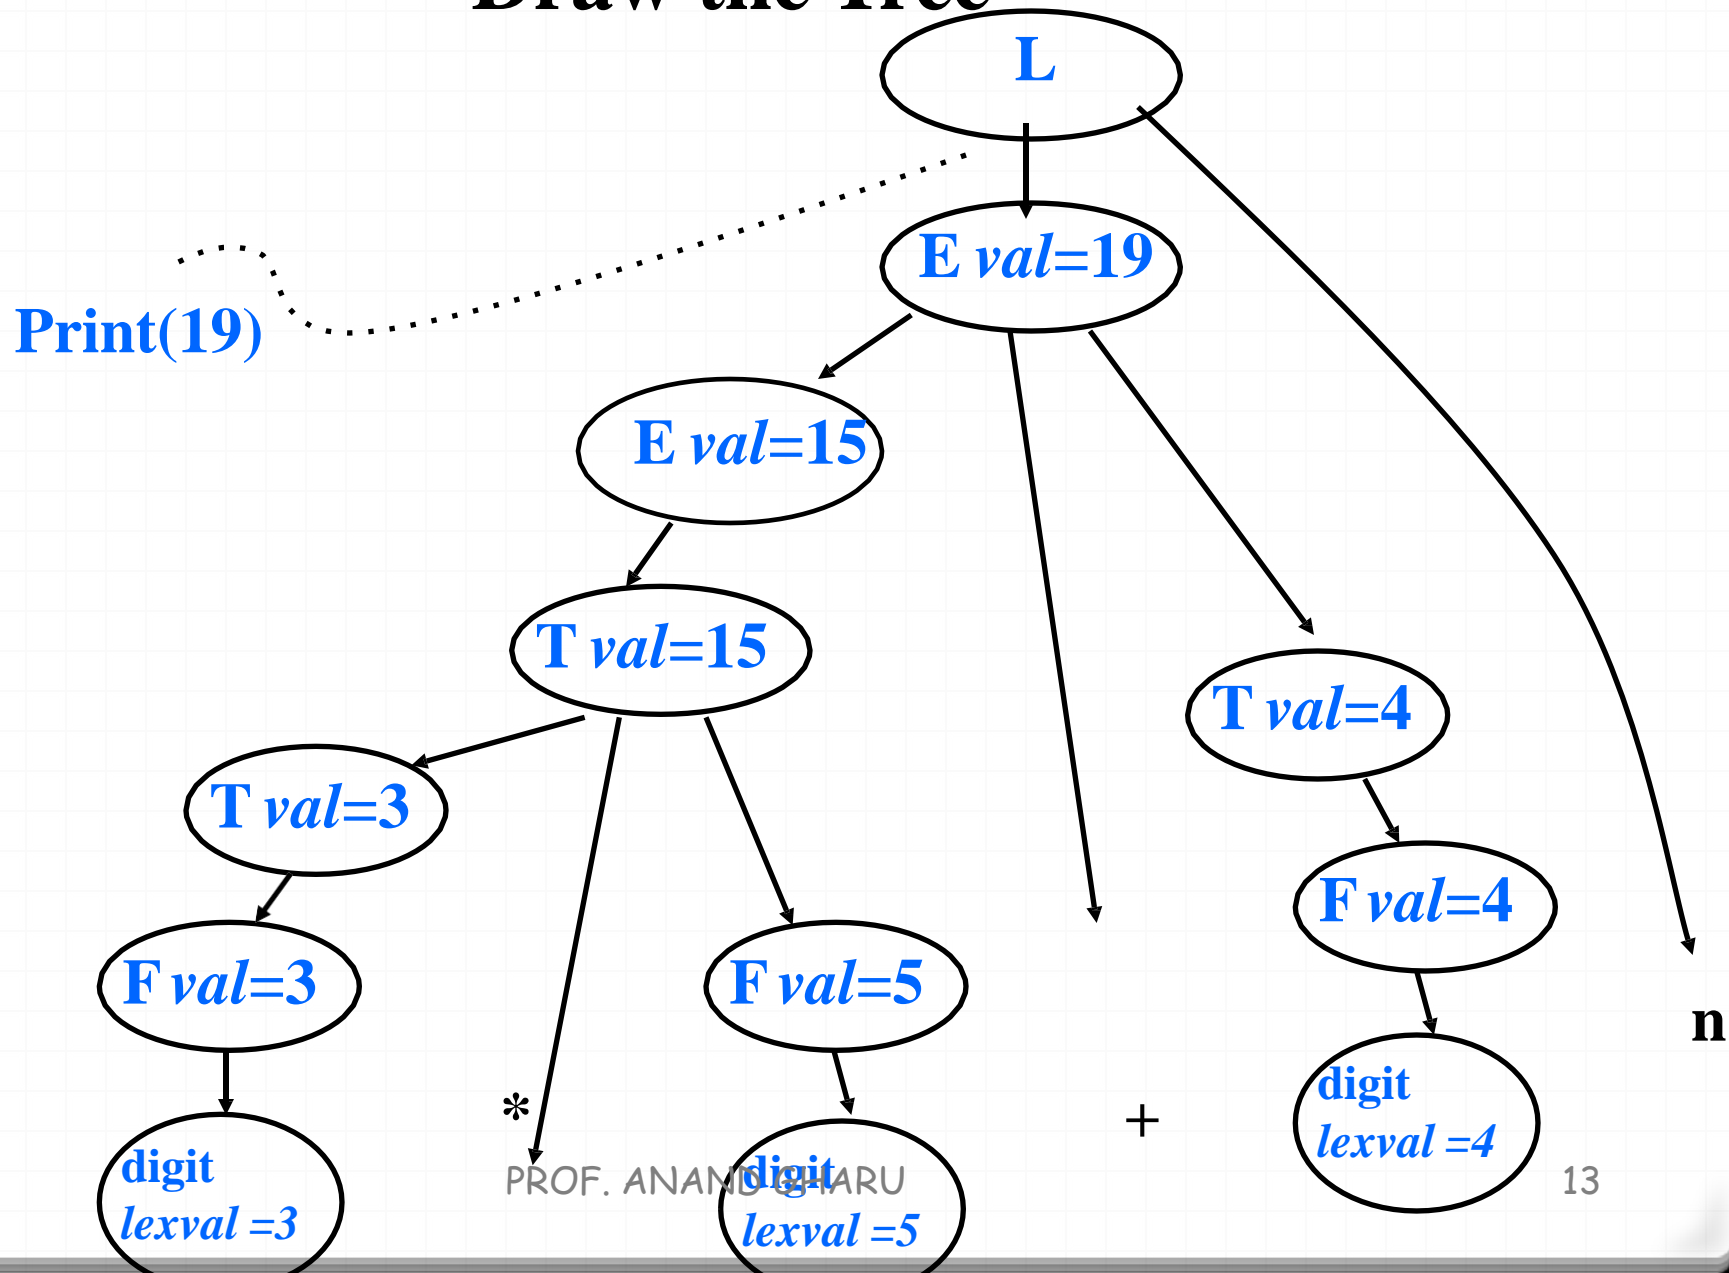 Draw the Tree
L
E val=19
Print(19)
E val=15
T val=15
T val=4
T val=3
F val=4
F val=3
F val=5
n
digit
lexval =4
*
+
digit
lexval =3
digit
lexval =5
PROF. ANAND GHARU
13